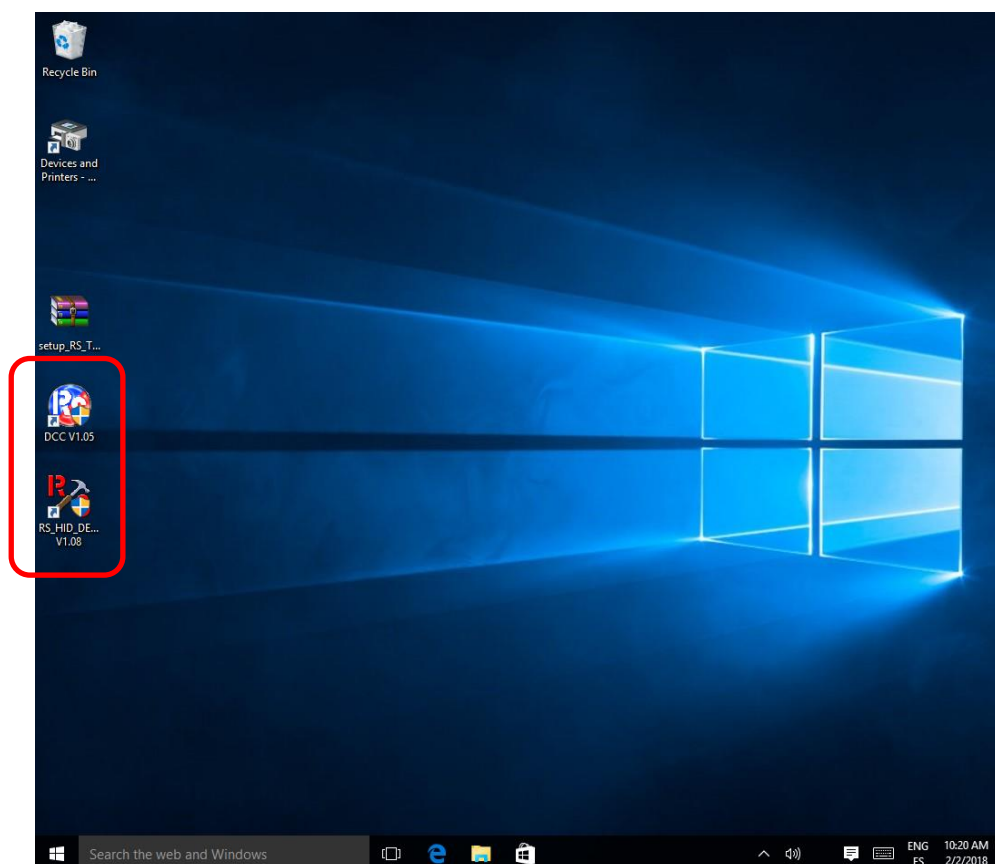 Recycle Bin
Devices and
Printers - ...
setup_RS_T...
DCC V1.05
RS_HID_DE...
V1.08
Search the web and Windows
ENG
10:20 AM
ES
2/2/2018